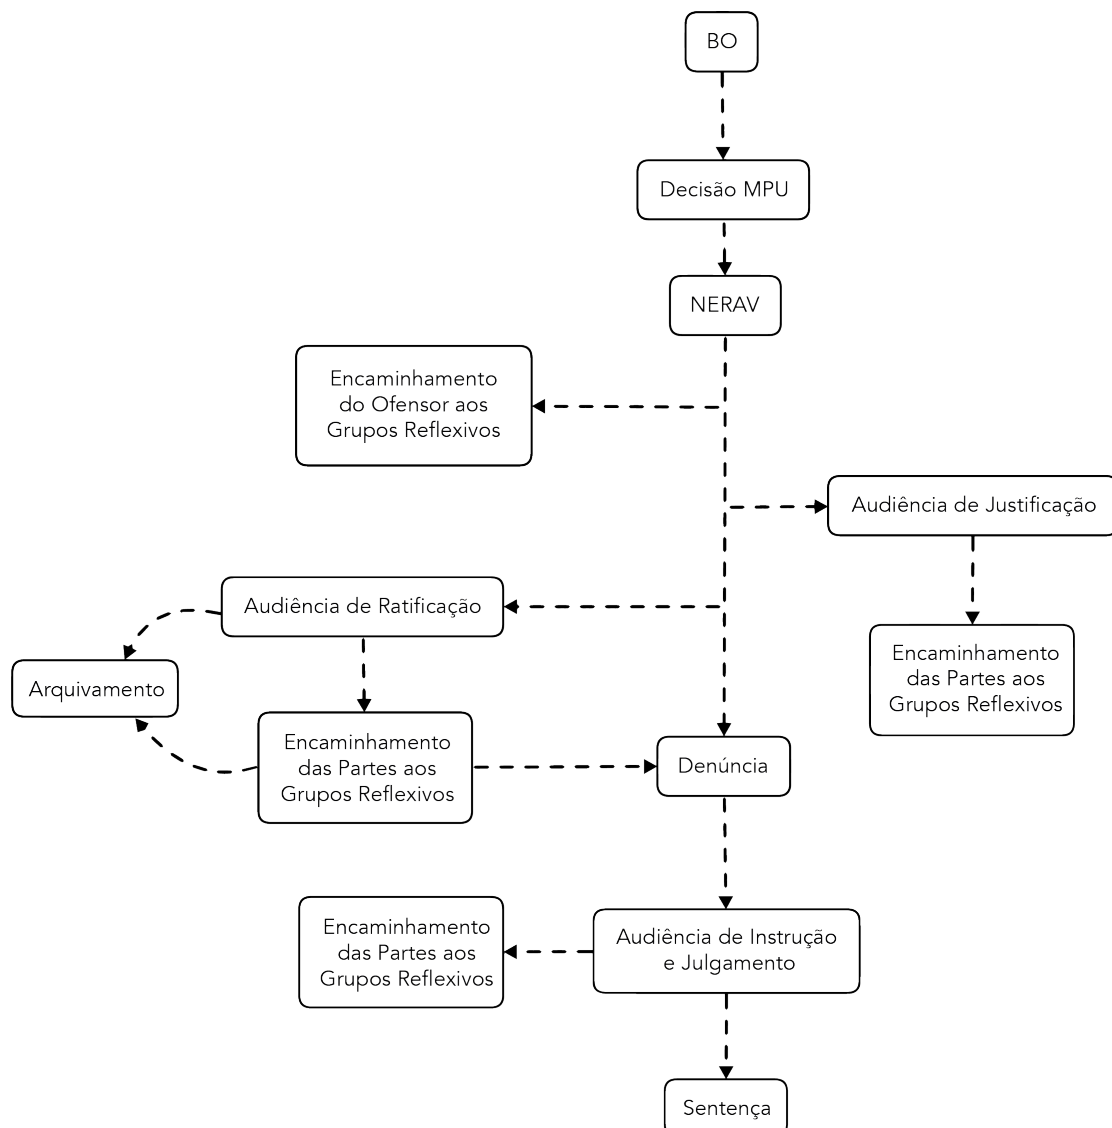 BO
Decisão MPU
NERAV
Encaminhamento
do Ofensor aos
Grupos Reflexivos
Audiência de Justificação
Audiência de Ratificação
Encaminhamento
das Partes aos
Grupos Reflexivos
Arquivamento
Encaminhamento
das Partes aos
Grupos Reflexivos
Denúncia
Encaminhamento
das Partes aos
Grupos Reflexivos
Audiência de Instrução
e Julgamento
Sentença